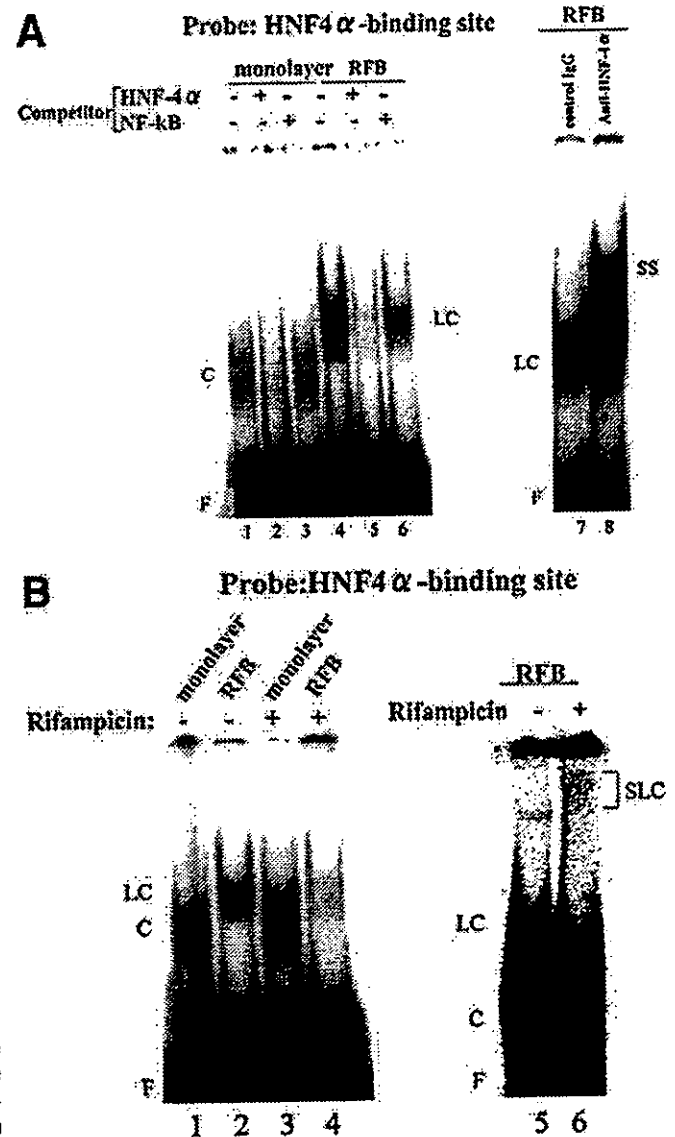 A
Probe: HNF4α-binding site
monolayer RFB
Competitor
HNF-4α - + - - + -
NF-kB - - + - - +
C
LC
F
1 2 3 4 5 6
RFB
control IgG
Anti-HNF-4α
SS
LC
F
7 8
B
Probe:HNF4α-binding site
monolayer RFB monolayer RFB
Rifampicin: - - + +
LC
C
F
1 2 3 4
RFB
Rifampicin - +
SLC
LC
C
F
5 6